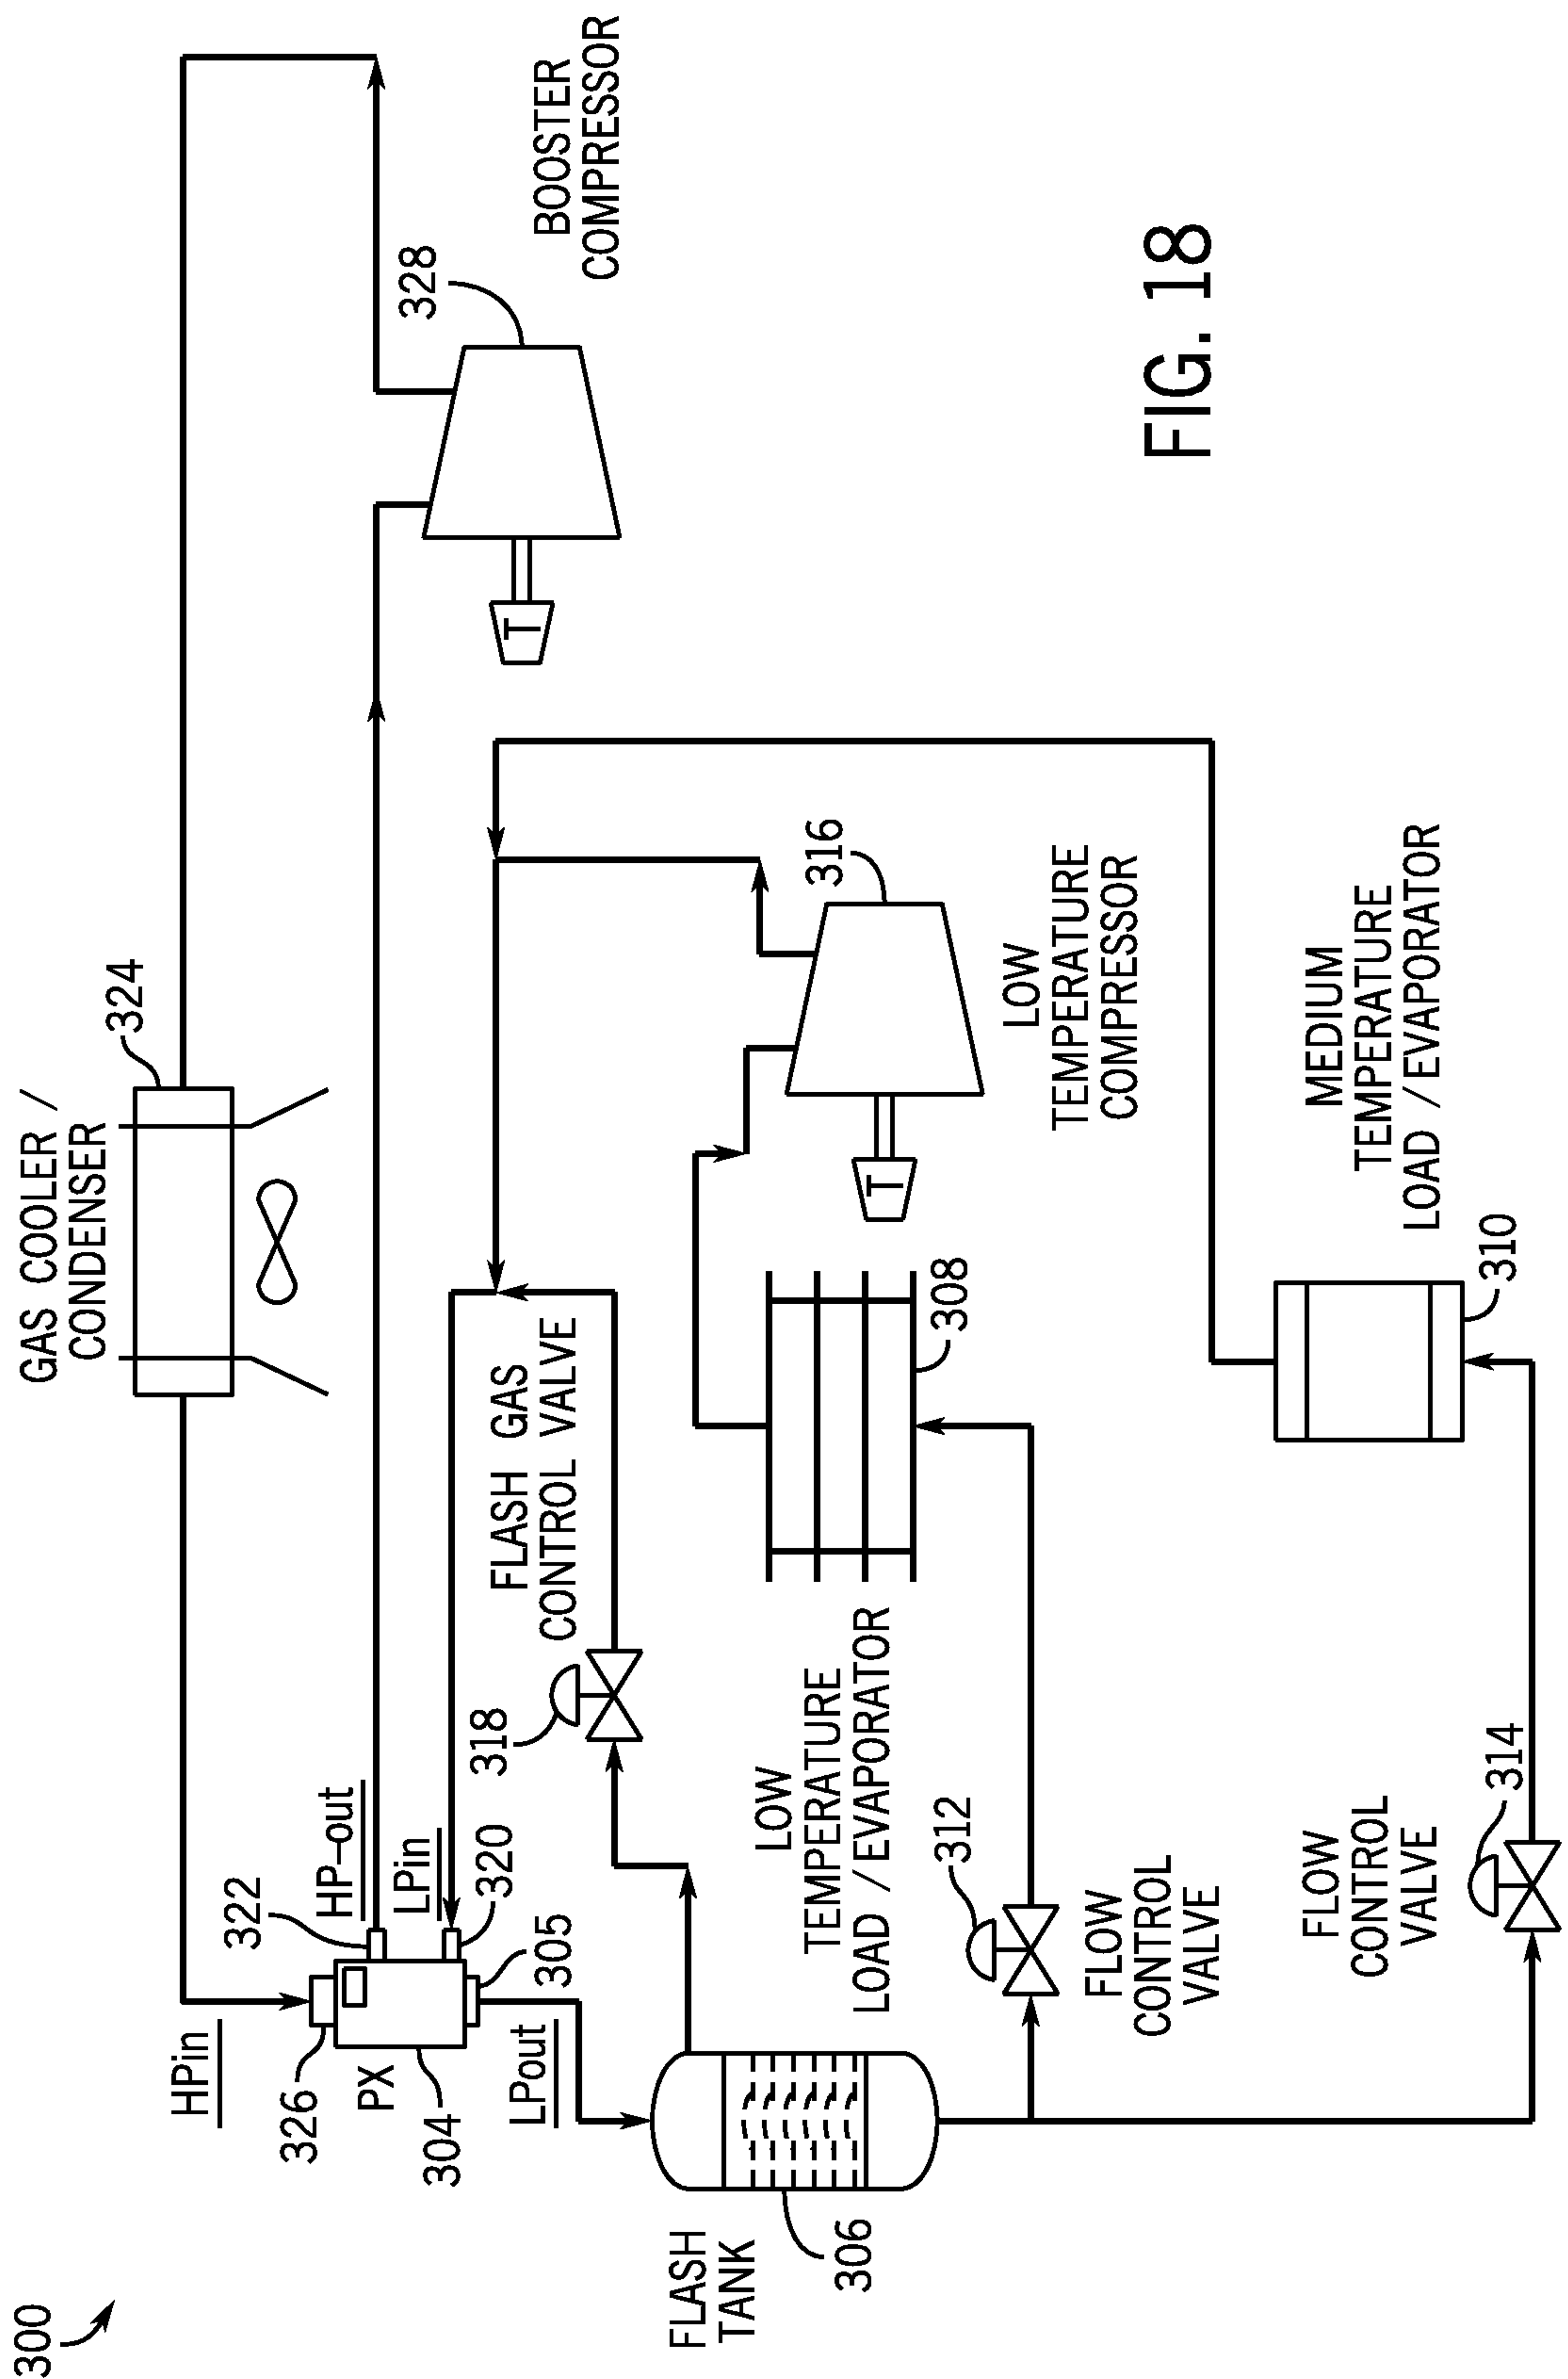 300
GAS COOLER /
CONDENSER
324
HPin
326
322
HP-out
PX
304
LPin
320
305
LPout
328
BOOSTER
COMPRESSOR
T
318
FLASH GAS
CONTROL VALVE
316
LOW
TEMPERATURE
COMPRESSOR
T
FLASH
TANK
306
LOW
TEMPERATURE
LOAD /EVAPORATOR
308
312
FLOW
CONTROL
VALVE
MEDIUM
TEMPERATURE
LOAD /EVAPORATOR
310
314
FLOW
CONTROL
VALVE
FIG. 18